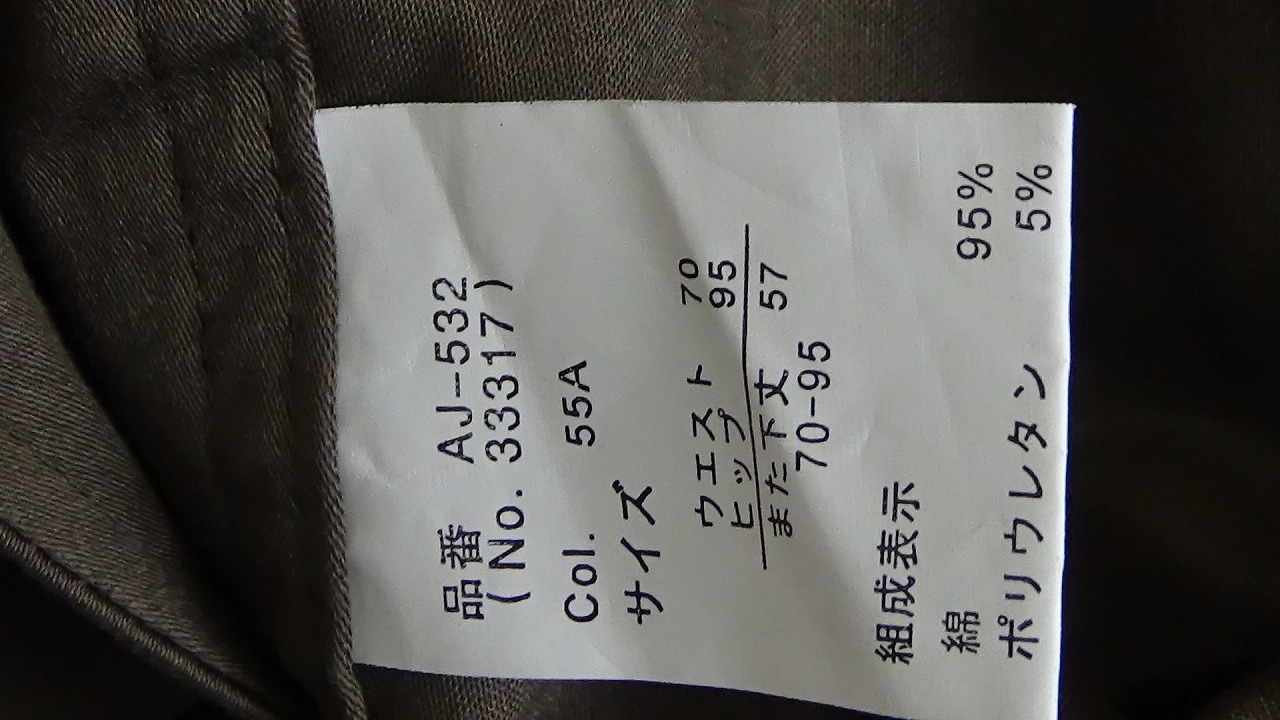 品番 AJ-532
(No. 33317)
Col. 55A
サイズ
ウエスト 70
ヒップ 95
また下丈 57
70-95
組成表示
綿 95%
ポリウレタン 5%